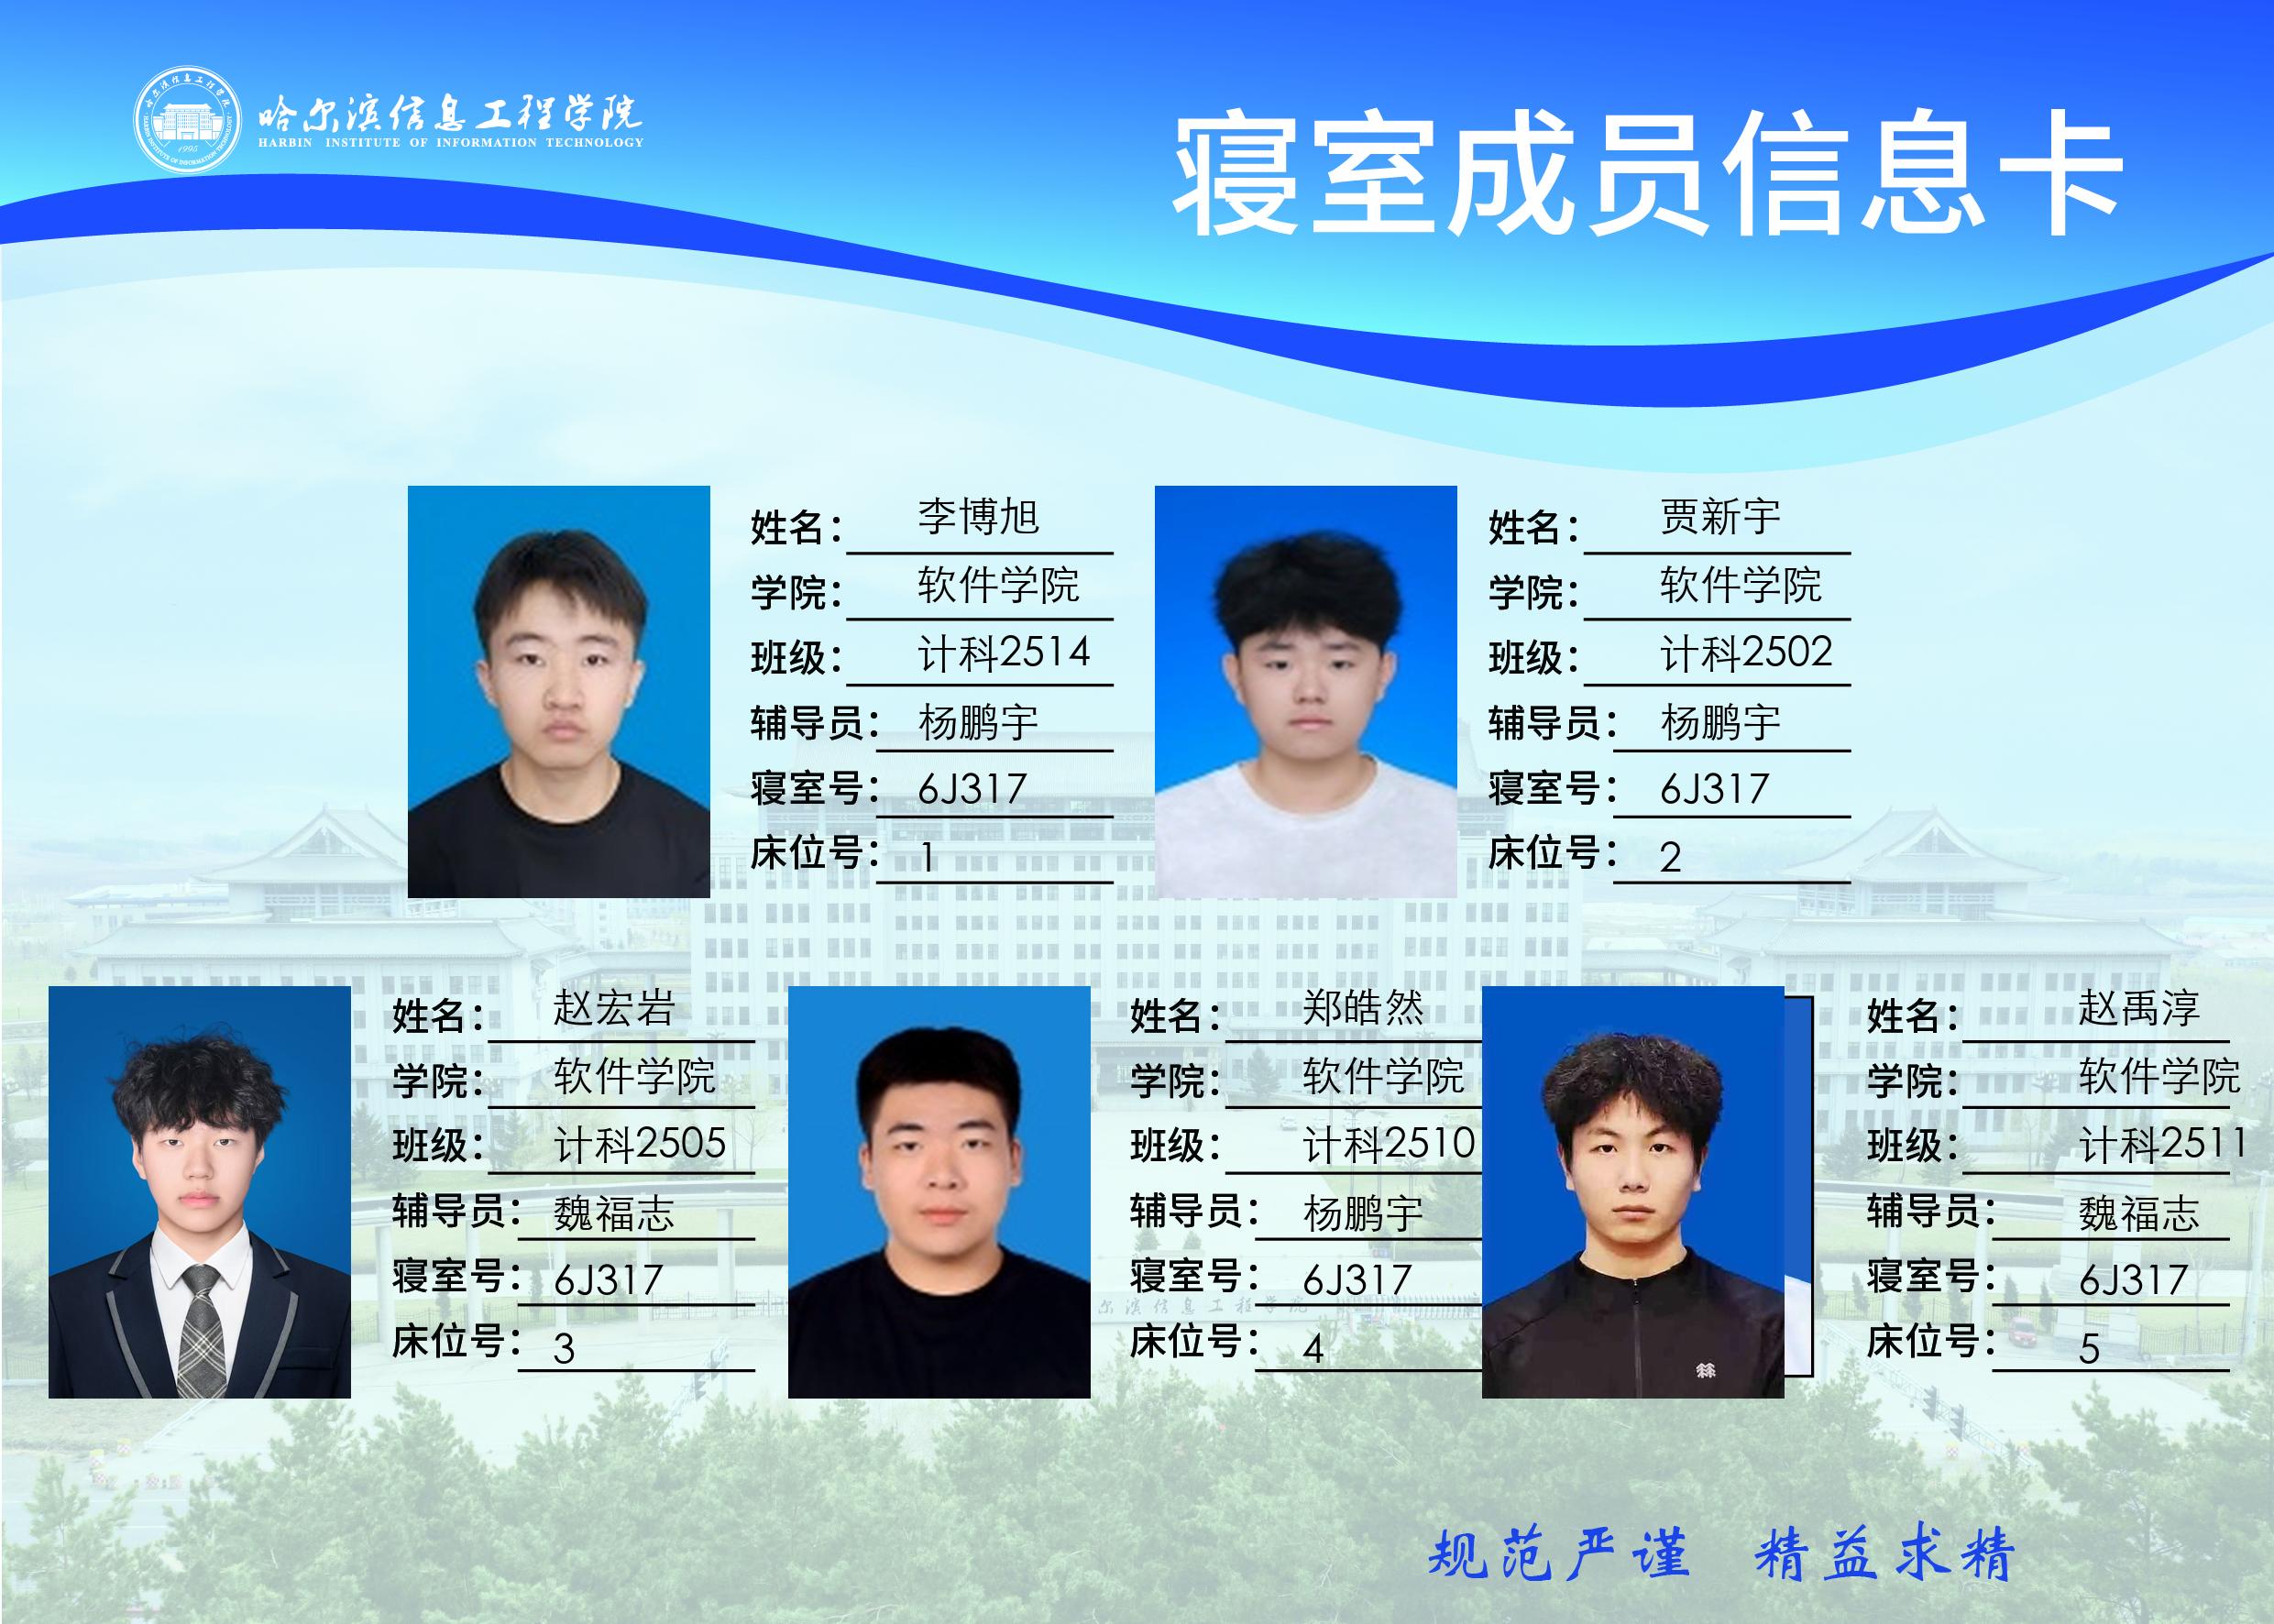 哈尔滨信息工程学院
HARBIN INSTITUTE OF INFORMATION TECHNOLOGY
1995
寝室成员信息卡
姓名： 李博旭
学院： 软件学院
班级： 计科2514
辅导员： 杨鹏宇
寝室号： 6J317
床位号： 1
姓名： 贾新宇
学院： 软件学院
班级： 计科2502
辅导员： 杨鹏宇
寝室号： 6J317
床位号： 2
姓名： 赵宏岩
学院： 软件学院
班级： 计科2505
辅导员： 魏福志
寝室号： 6J317
床位号： 3
姓名： 郑皓然
学院： 软件学院
班级： 计科2510
辅导员： 杨鹏宇
寝室号： 6J317
床位号： 4
姓名： 赵禹淳
学院： 软件学院
班级： 计科2511
辅导员： 魏福志
寝室号： 6J317
床位号： 5
尔滨信息工程学院
规范严谨 精益求精